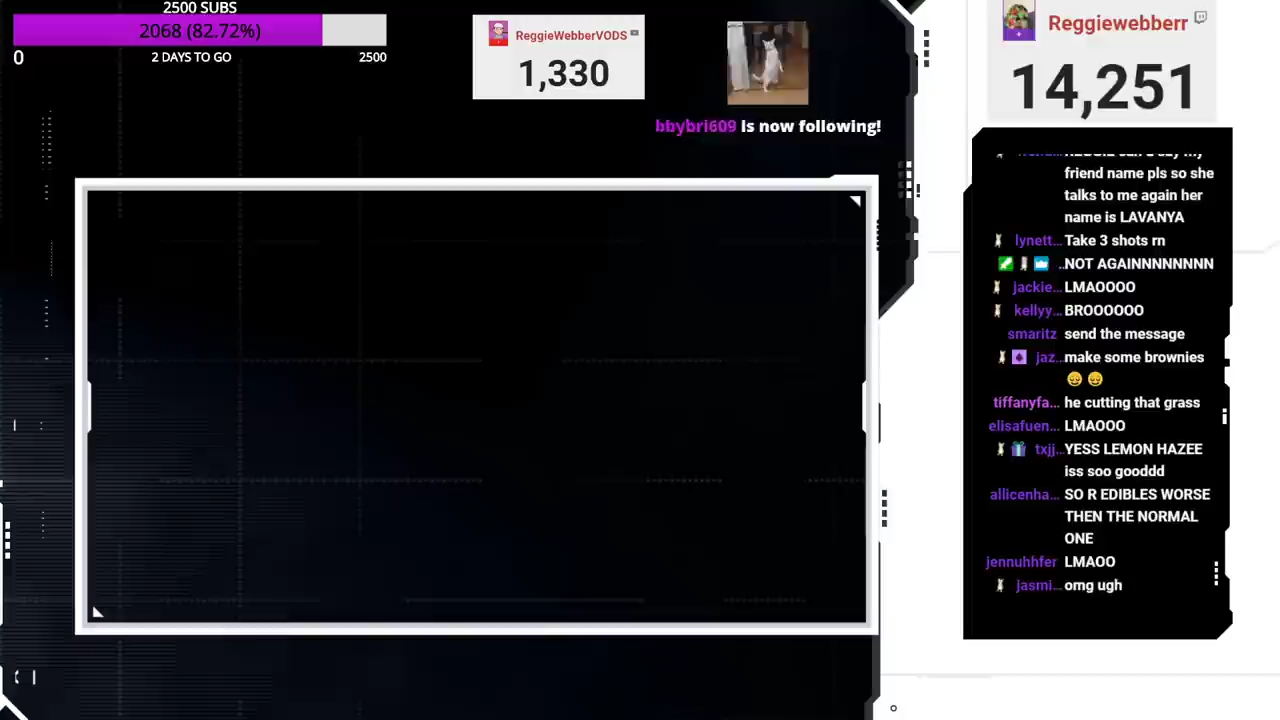 2500 SUBS
2068 (82.72%)
0
2 DAYS TO GO
2500
ReggieWebberVODS
1,330
bbybri609 is now following!
Reggiewebberr
14,251
friend name pls so she
talks to me again her
name is LAVANYA
lynett… Take 3 shots rn
…NOT AGAINNNNNNNN
jackie… LMAOOOO
kellyy… BROOOOOO
smaritz send the message
jaz… make some brownies
😔 😔
tiffanyfa… he cutting that grass
elisafuen… LMAOOO
txjj… YESS LEMON HAZEE
iss soo gooddd
allicenha… SO R EDIBLES WORSE
THEN THE NORMAL
ONE
jennuhhfer LMAOO
jasmi… omg ugh